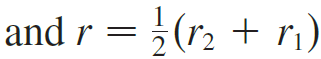 and r = 1/2(r₂ + r₁)